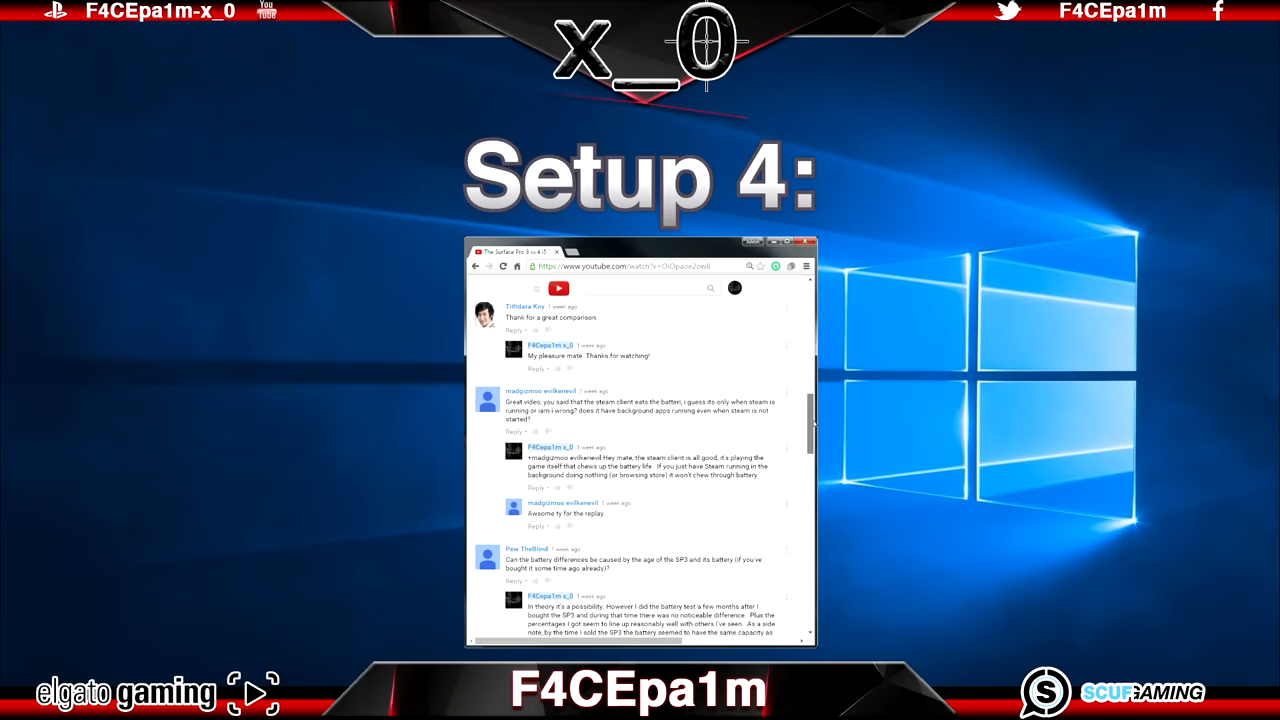 F4CEpa1m-x_0
You Tube
F4CEpa1m
x_0
Setup 4:
The Surface Pro 3 vs 4 i5
Thank for a great comparison.
Tithdara Koy 1 week ago
Reply
F4CEpa1m x_0 1 week ago
My pleasure mate. Thanks for watching!
Reply
madgizmoo evilkenevil 1 week ago
Great video, you said that the steam client eats the batteri, i guess its only when steam is
running or iam i wrong? does it have background apps running even when steam is not
started?
Reply
F4CEpa1m x_0 1 week ago
+madgizmoo evilkenevil Hey mate, the steam client is all good, it's playing the
game itself that chews up the battery life. If you just have Steam running in the
background doing nothing (or browsing store) it won't chew through battery
Reply
madgizmoo evilkenevil 1 week ago
Awsome ty for the replay.
Reply
Pew TheBlind 1 week ago
Can the battery differences be caused by the age of the SP3 and its battery (if you've
bought it some time ago already)?
Reply
F4CEpa1m x_0 1 week ago
In theory it's a possibility. However I did the battery test a few months after I
bought the SP3 and during that time there was no noticeable difference. Plus the
percentages I got seem to line up reasonably well with others I've seen. As a side
note, by the time I sold the SP3 the battery seemed to have the same capacity as
elgato gaming
F4CEpa1m
S
SCUFGAMING